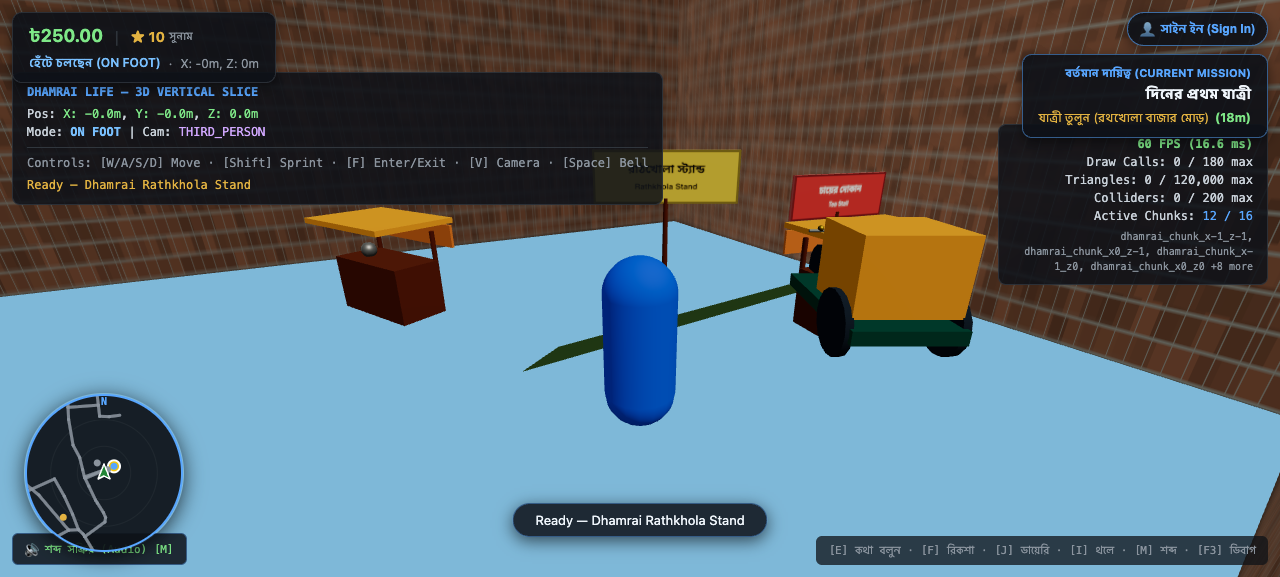 ৳250.00 | ⭐ 10 সুনাম
হেঁটে চলছেন (ON FOOT) · X: -0m, Z: 0m
DHAMRAI LIFE — 3D VERTICAL SLICE
Pos: X: -0.0m, Y: -0.0m, Z: 0.0m
Mode: ON FOOT | Cam: THIRD_PERSON
Controls: [W/A/S/D] Move · [Shift] Sprint · [F] Enter/Exit · [V] Camera · [Space] Bell
Ready — Dhamrai Rathkhola Stand
👤 সাইন ইন (Sign In)
বর্তমান দায়িত্ব (CURRENT MISSION)
দিনের প্রথম যাত্রী
যাত্রী তুলুন (রথখোলা বাজার মোড়) (18m)
60 FPS (16.6 ms)
Draw Calls: 0 / 180 max
Triangles: 0 / 120,000 max
Colliders: 0 / 200 max
Active Chunks: 12 / 16
dhamrai_chunk_x-1_z-1,
dhamrai_chunk_x0_z-1, dhamrai_chunk_x-
1_z0, dhamrai_chunk_x0_z0 +8 more
স্ট্যান্ড
Rathkhola Stand
চায়ের দোকান
Tea Stall
N
Ready — Dhamrai Rathkhola Stand
🔊 শব্দ (Audio) [M]
[E] কথা বলুন · [F] রিকশা · [J] ডায়েরি · [I] থলে · [M] শব্দ · [F3] ডিবাগ